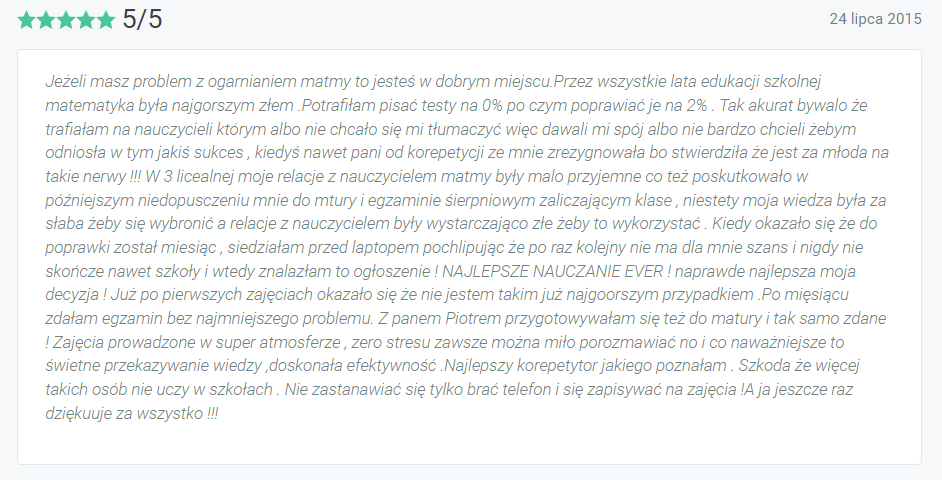 5/5
24 lipca 2015
Jeżeli masz problem z ogarnianiem matmy to jesteś w dobrym miejscu.Przez wszystkie lata edukacji szkolnej
matematyka była najgorszym złem .Potrafiłam pisać testy na 0% po czym poprawiać je na 2% . Tak akurat bywalo że
trafiałam na nauczycieli którym albo nie chcało się mi tłumaczyć więc dawali mi spój albo nie bardzo chcieli żebym
odniosła w tym jakiś sukces , kiedyś nawet pani od korepetycji ze mnie zrezygnowała bo stwierdziła że jest za młoda na
takie nerwy !!! W 3 licealnej moje relacje z nauczycielem matmy były malo przyjemne co też poskutkowało w
późniejszym niedopusczeniu mnie do mtury i egzaminie śierpniowym zaliczającym klase , niestety moja wiedza była za
słaba żeby się wybronić a relacje z nauczycielem były wystarczająco złe żeby to wykorzystać . Kiedy okazało się że do
poprawki został miesiąc , siedziałam przed laptopem pochlipując że po raz kolejny nie ma dla mnie szans i nigdy nie
skończe nawet szkoły i wtedy znalazłam to ogłoszenie ! NAJLEPSZE NAUCZANIE EVER ! naprawde najlepsza moja
decyzja ! Już po pierwszych zajęciach okazało się że nie jestem takim już najgoorszym przypadkiem .Po mięsiącu
zdałam egzamin bez najmniejszego problemu. Z panem Piotrem przygotowywałam się też do matury i tak samo zdane
! Zajęcia prowadzone w super atmosferze , zero stresu zawsze można miło porozmawiać no i co naważniejsze to
świetne przekazywanie wiedzy ,doskonała efektywność .Najlepszy korepetytor jakiego poznałam . Szkoda że więcej
takich osób nie uczy w szkołach . Nie zastanawiać się tylko brać telefon i się zapisywać na zajęcia !A ja jeszcze raz
dziękuuje za wszystko !!!